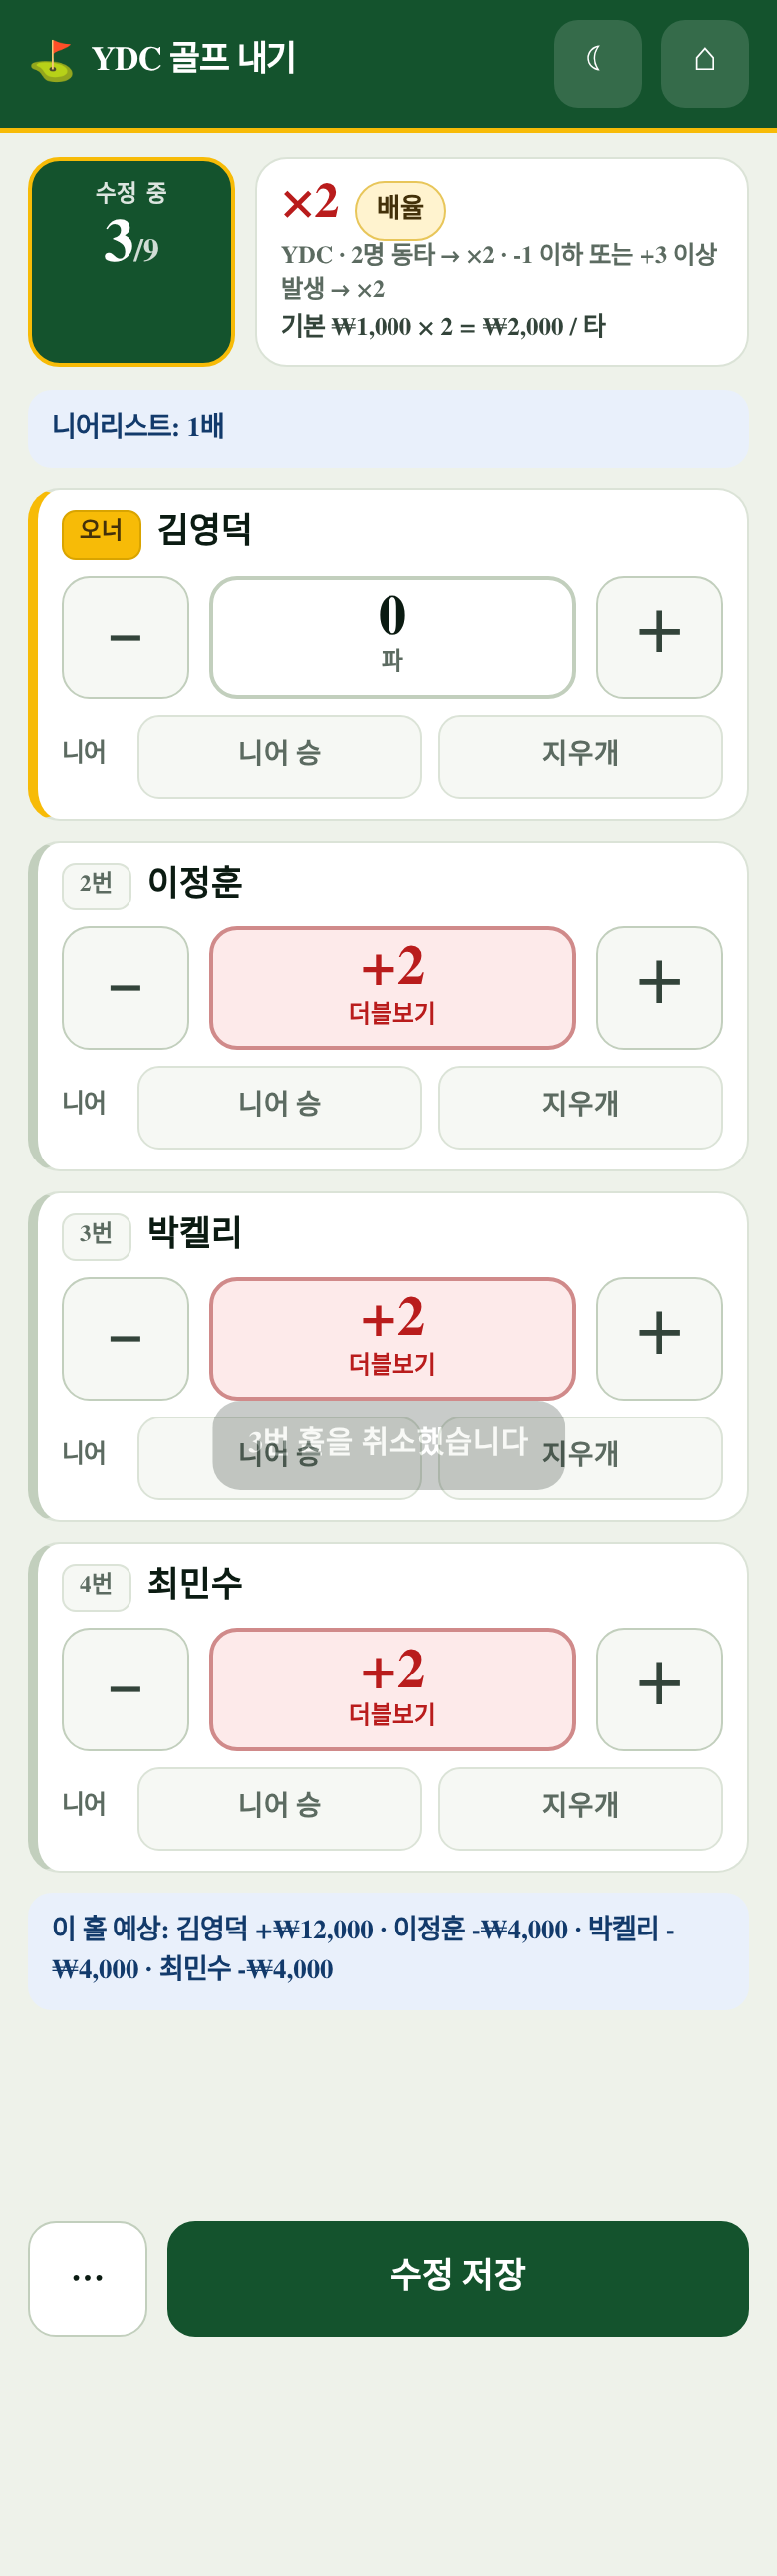 YDC 골프 내기
수정 중
3/9
×2 배율
YDC · 2명 동타 → ×2 · -1 이하 또는 +3 이상
발생 → ×2
기본 ₩1,000 × 2 = ₩2,000 / 타
니어리스트: 1배
오너 김영덕
−
0
파
+
니어 니어 승 지우개
2번 이정훈
−
+2
더블보기
+
니어 니어 승 지우개
3번 박켈리
−
+2
더블보기
+
3번 홀을 취소했습니다
니어 니어 승 지우개
4번 최민수
−
+2
더블보기
+
니어 니어 승 지우개
이 홀 예상: 김영덕 +₩12,000 · 이정훈 -₩4,000 · 박켈리 -
₩4,000 · 최민수 -₩4,000
… 수정 저장